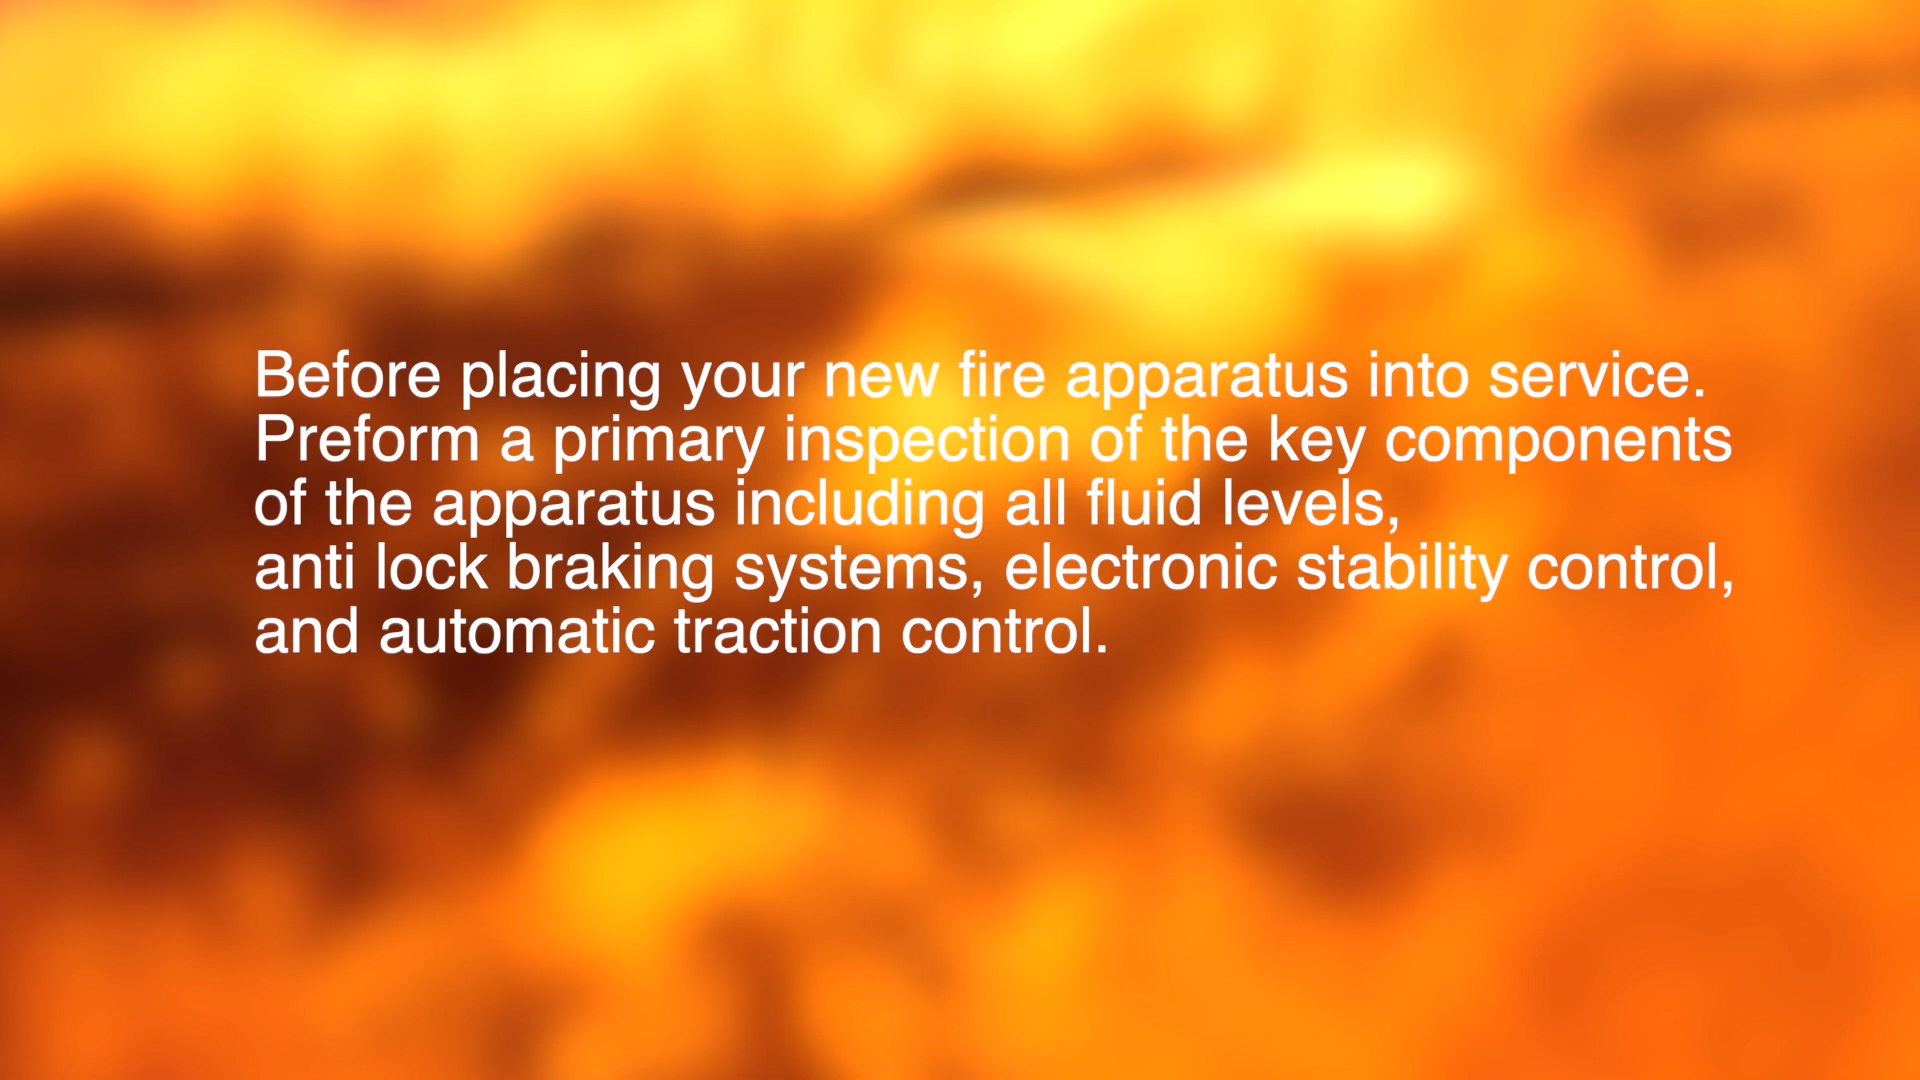 Before placing your new fire apparatus into service.
Preform a primary inspection of the key components
of the apparatus including all fluid levels,
anti lock braking systems, electronic stability control,
and automatic traction control.